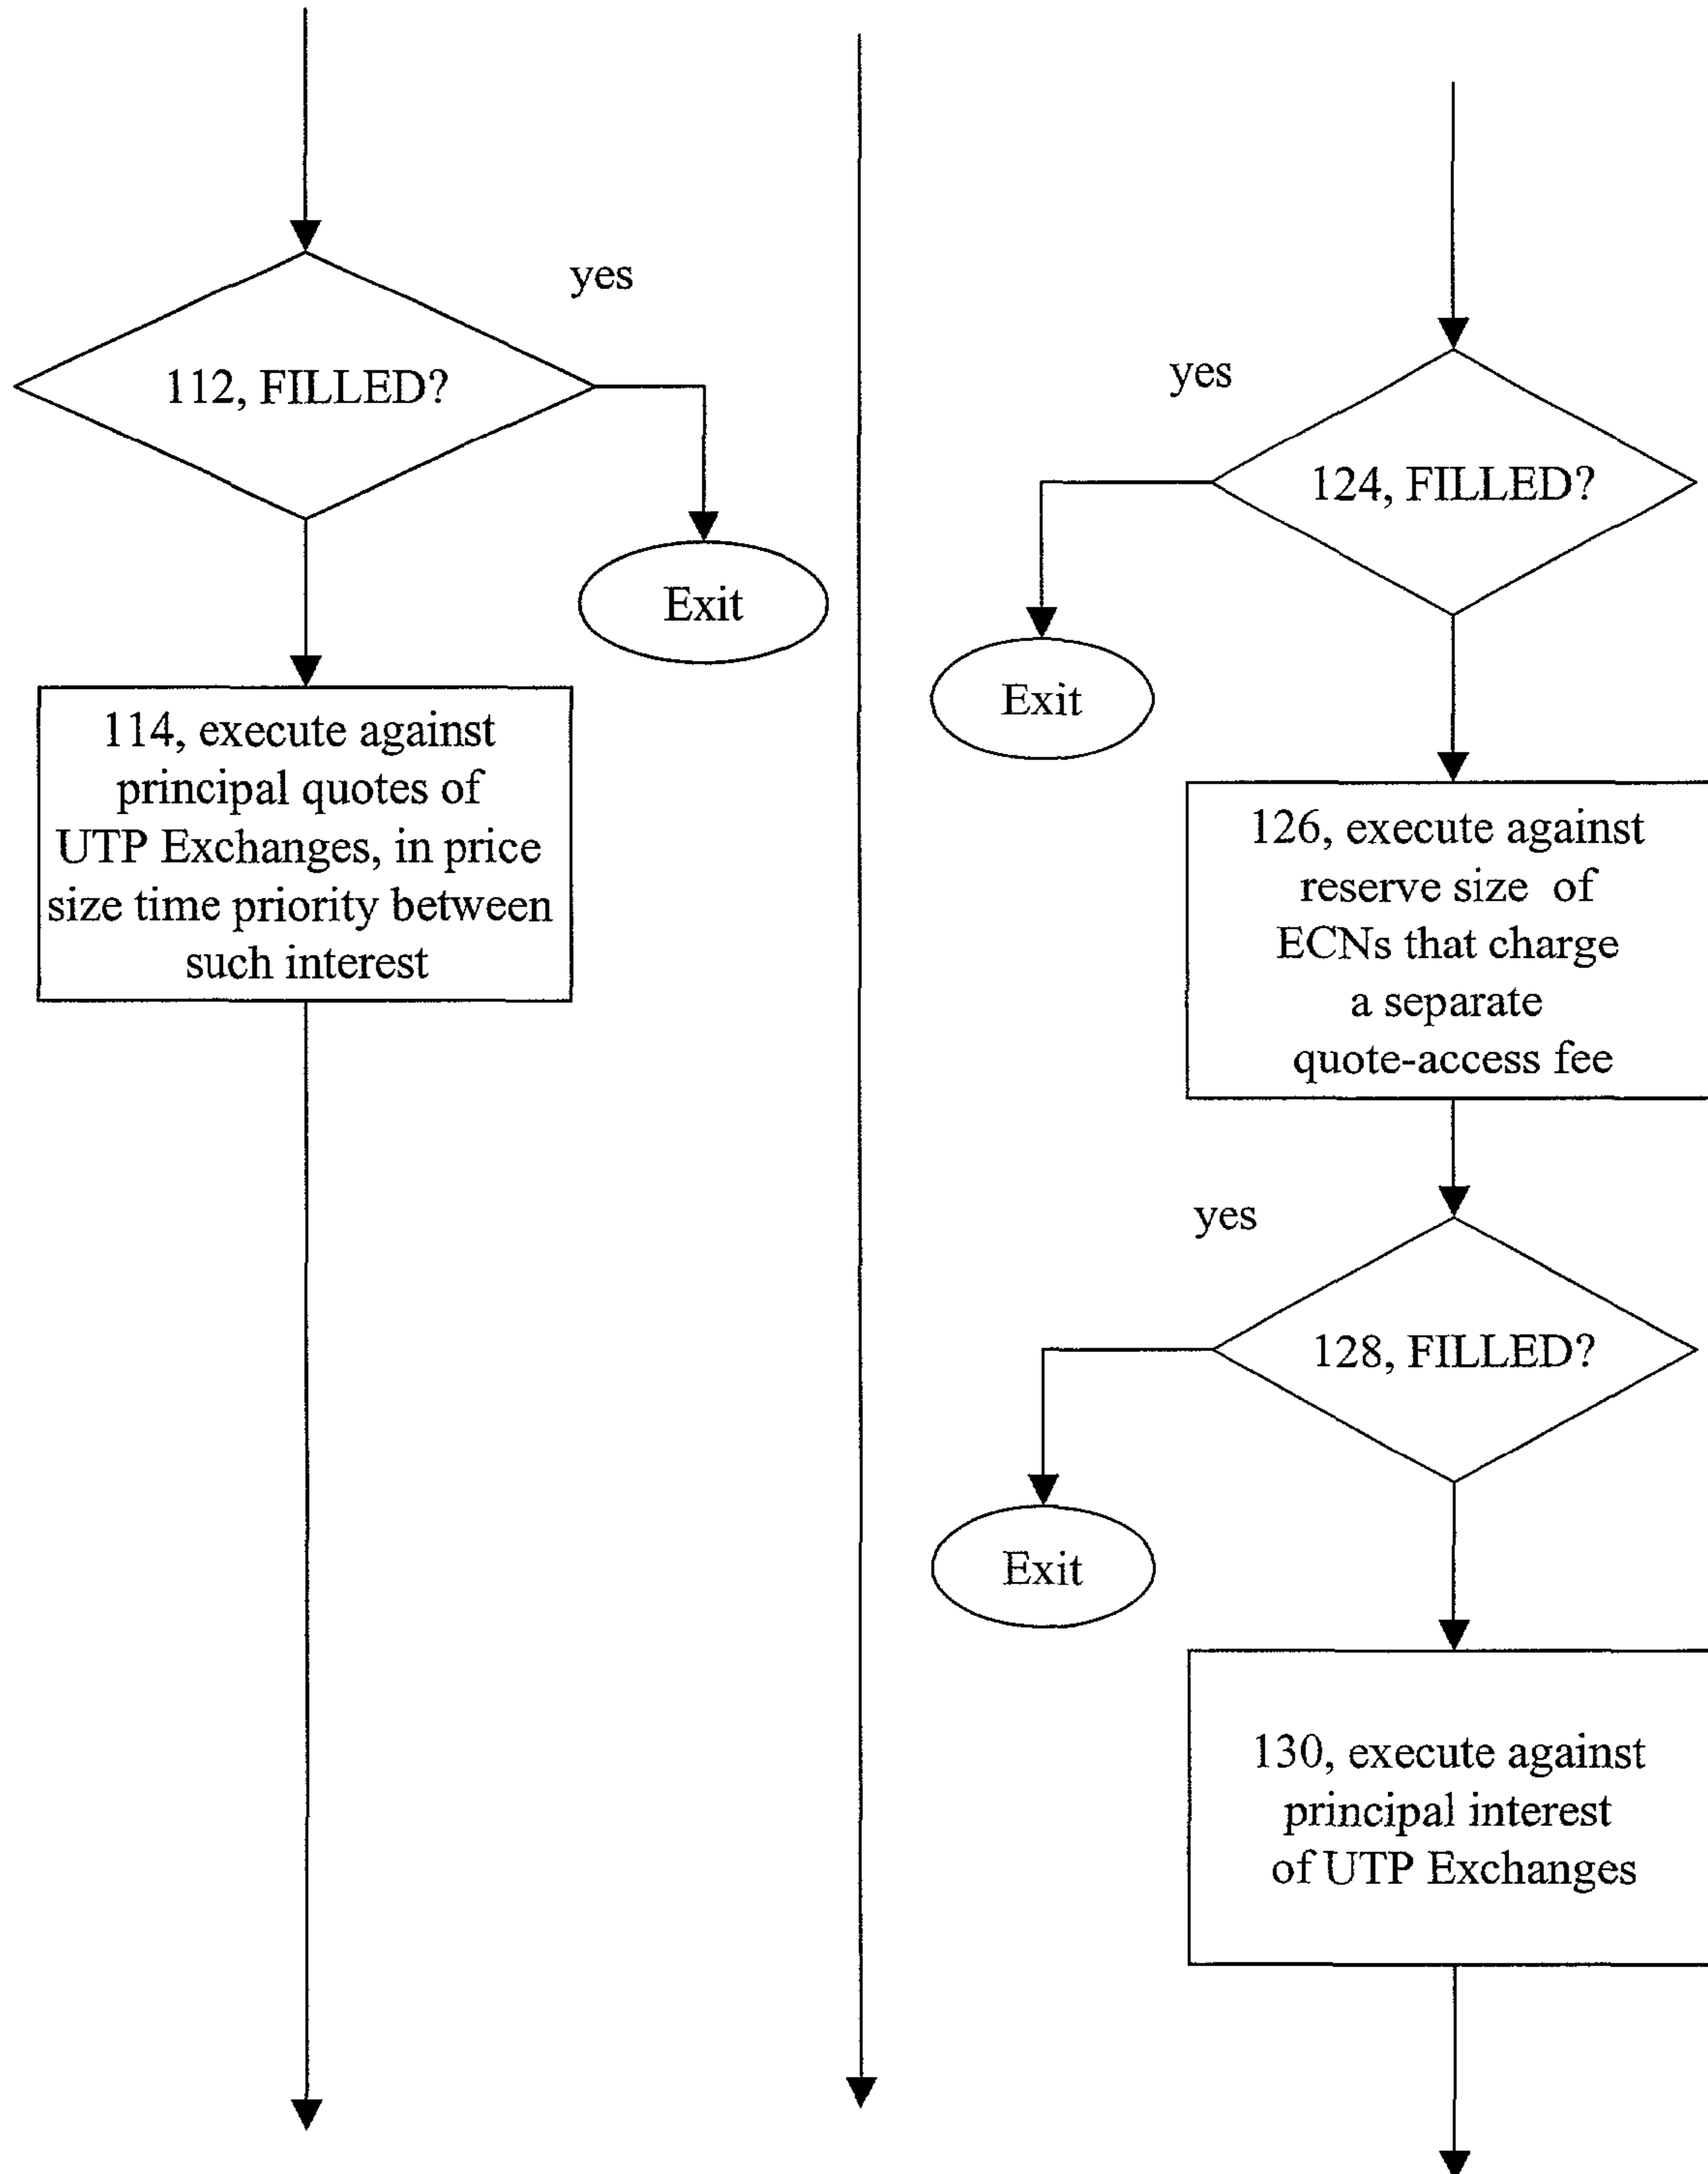 yes
112, FILLED?
Exit
114, execute against
principal quotes of
UTP Exchanges, in price
size time priority between
such interest
yes
124, FILLED?
Exit
126, execute against
reserve size of
ECNs that charge
a separate
quote-access fee
yes
128, FILLED?
Exit
130, execute against
principal interest
of UTP Exchanges